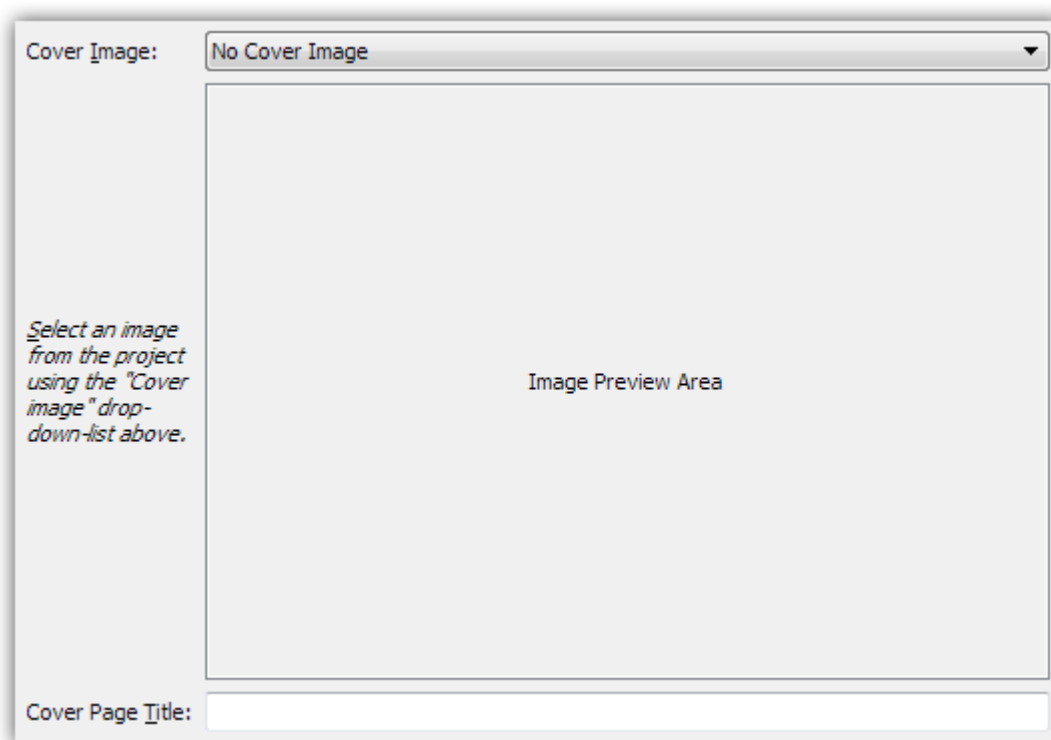 Cover Image:
No Cover Image
Select an image
from the project
using the "Cover
image" drop-
down-list above.
Image Preview Area
Cover Page Title: